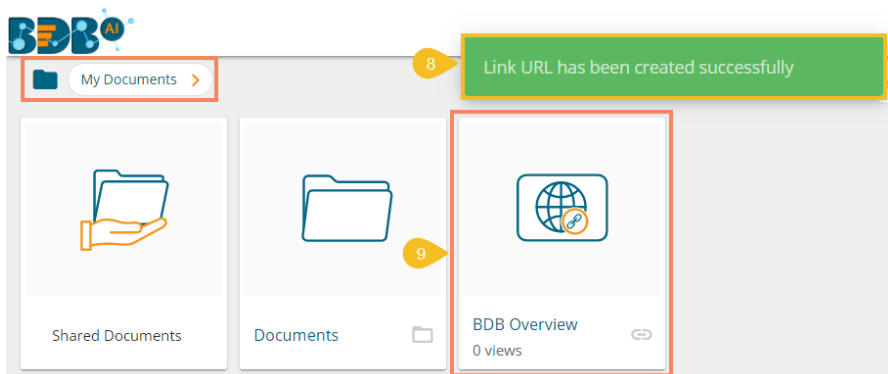 BDB AI
8
Link URL has been created successfully
My Documents
9
Shared Documents
Documents
BDB Overview
0 views